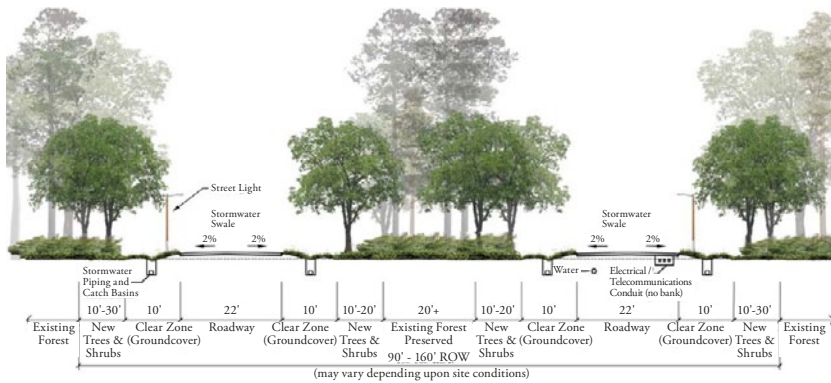 Street Light
Stormwater
Swale
2% 2%
Stormwater
Swale
2% 2%
Stormwater
Piping and
Catch Basins
Water
Electrical /
Telecommunications
Conduit (no bank)
10'-30' 10' 22' 10' 10'-20' 20'+ 10'-20' 10' 22' 10' 10'-30'
Existing
Forest
New
Trees &
Shrubs
Clear Zone
(Groundcover)
Roadway
Clear Zone
(Groundcover)
New
Trees &
Shrubs
Existing Forest
Preserved
New
Trees &
Shrubs
Clear Zone
(Groundcover)
Roadway
Clear Zone
(Groundcover)
New
Trees &
Shrubs
Existing
Forest
90' - 160' ROW
(may vary depending upon site conditions)